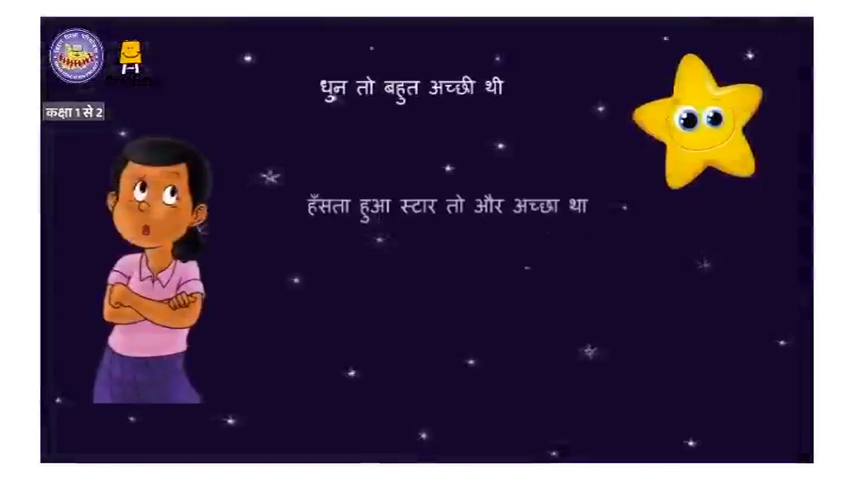 कक्षा 1 से 2
धुन तो बहुत अच्छी थी
हँसता हुआ स्टार तो और अच्छा था